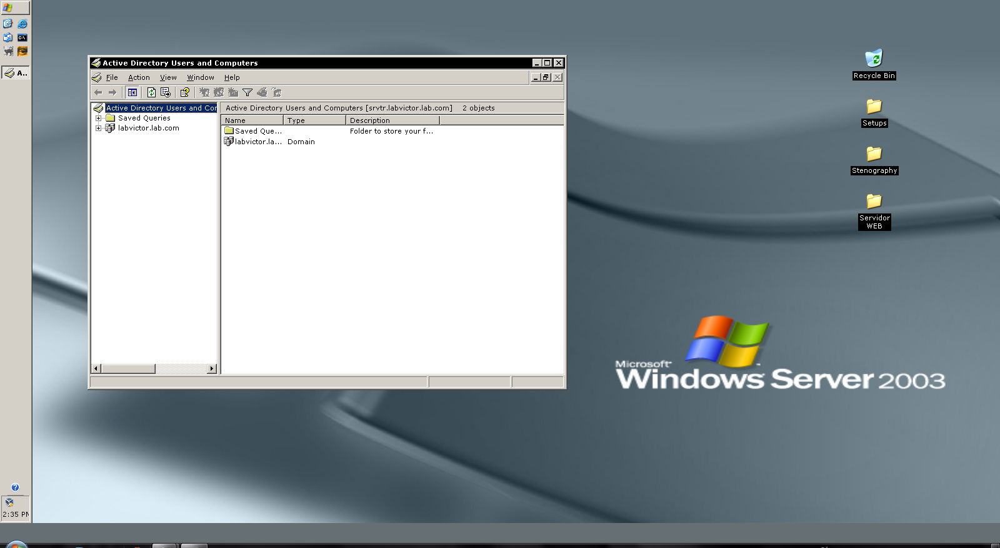 Active Directory Users and Computers
File Action View Window Help
Active Directory Users and Cor
Saved Queries
labvictor.lab.com
Active Directory Users and Computers [srvtr.labvictor.lab.com] 2 objects
Name Type Description
Saved Que... Folder to store your f...
labvictor.la... Domain
Recycle Bin
Setups
Stenography
Servidor
WEB
Microsoft
Windows Server 2003
C:\
A..
2:35 PM